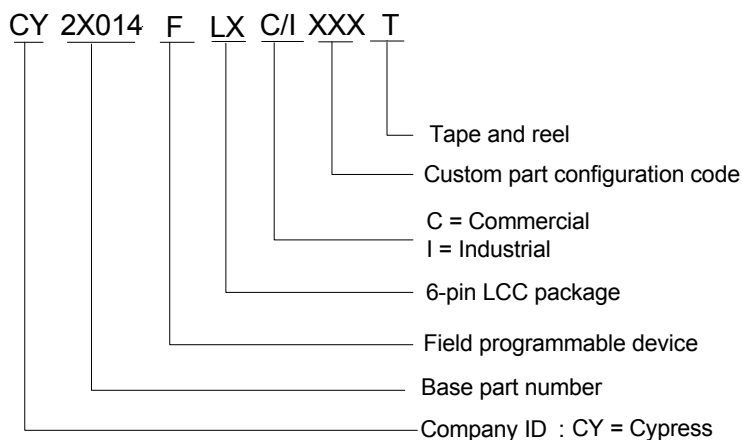 CY 2X014 F LX C/I XXX T
Tape and reel
Custom part configuration code
C = Commercial
I = Industrial
6-pin LCC package
Field programmable device
Base part number
Company ID : CY = Cypress